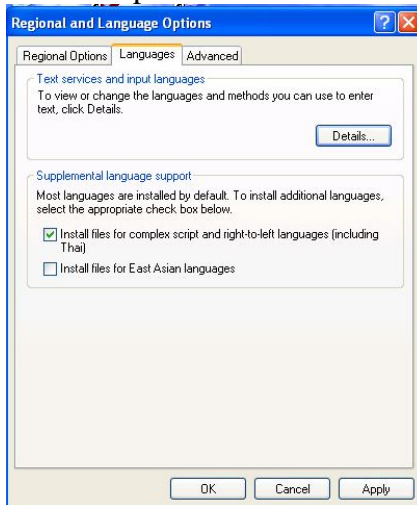 Regional and Language Options
Regional Options Languages Advanced
Text services and input languages
To view or change the languages and methods you can use to enter
text, click Details.
Details...
Supplemental language support
Most languages are installed by default. To install additional languages,
select the appropriate check box below.
Install files for complex script and right-to-left languages (including
Thai)
Install files for East Asian languages
OK Cancel Apply